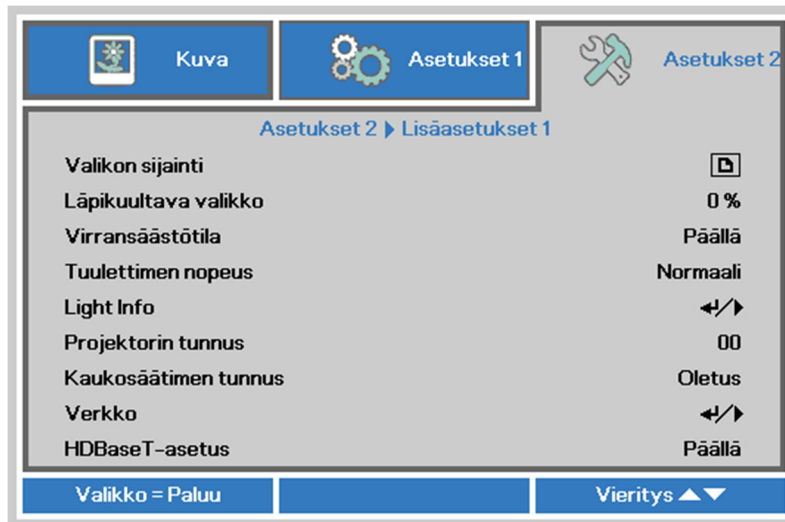 Kuva
Asetukset 1
Asetukset 2
Asetukset 2 Lisäasetukset 1
Valikon sijainti
Läpikuultava valikko 0 %
Virransäästötila Päällä
Tuulettimen nopeus Normaali
Light Info
Projektorin tunnus 00
Kaukosäätimen tunnus Oletus
Verkko
HDBaseT-asetus Päällä
Valikko = Paluu
Vieritys